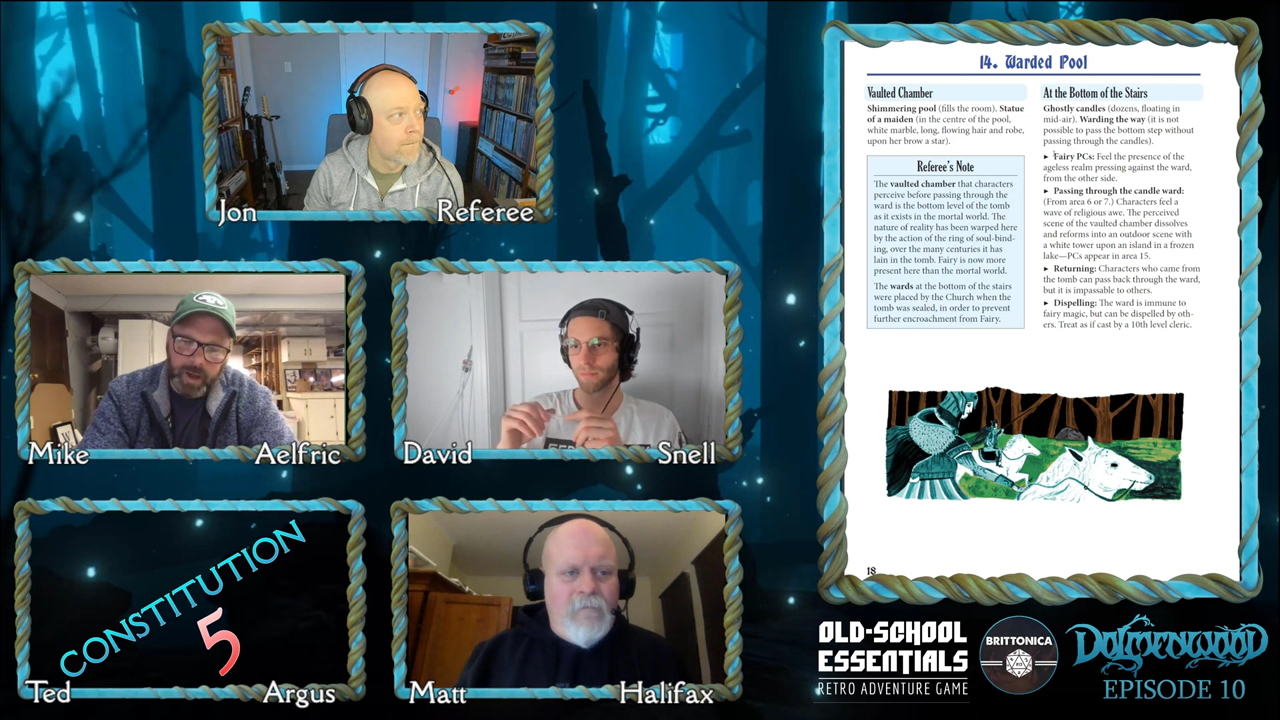 Jon Referee
Mike Aelfric
David Snell
CONSTITUTION
5
Ted Argus
Matt Halifax
14. Warded Pool
Vaulted Chamber
Shimmering pool (fills the room). Statue
of a maiden (in the centre of the pool,
white marble, long, flowing hair and robe,
upon her brow a star).
Referee's Note
The vaulted chamber that characters
perceive before passing through the
ward is the bottom level of the tomb
as it exists in the mortal world. The
nature of reality has been warped here
by the action of the ring of soul-bind-
ing, over the many centuries it has
lain in the tomb. Fairy is now more
present here than the mortal world.
The wards at the bottom of the stairs
were placed by the Church when the
tomb was sealed, in order to prevent
further encroachment from Fairy.
At the Bottom of the Stairs
Ghostly candles (dozens, floating in
mid-air). Warding the way (it is not
possible to pass the bottom step without
passing through the candles).
► Fairy PCs: Feel the presence of the
ageless realm pressing against the ward,
from the other side.
► Passing through the candle ward:
(From area 6 or 7.) Characters feel a
wave of religious awe. The perceived
scene of the vaulted chamber dissolves
and reforms into an outdoor scene with
a white tower upon an island in a frozen
lake—PCs appear in area 15.
► Returning: Characters who came from
the tomb can pass back through the ward,
but it is impassable to others.
► Dispelling: The ward is immune to
fairy magic, but can be dispelled by oth-
ers. Treat as if cast by a 10th level cleric.
18
OLD-SCHOOL
ESSENTIALS
RETRO ADVENTURE GAME
BRITTONICA
Dolmenwood
EPISODE 10